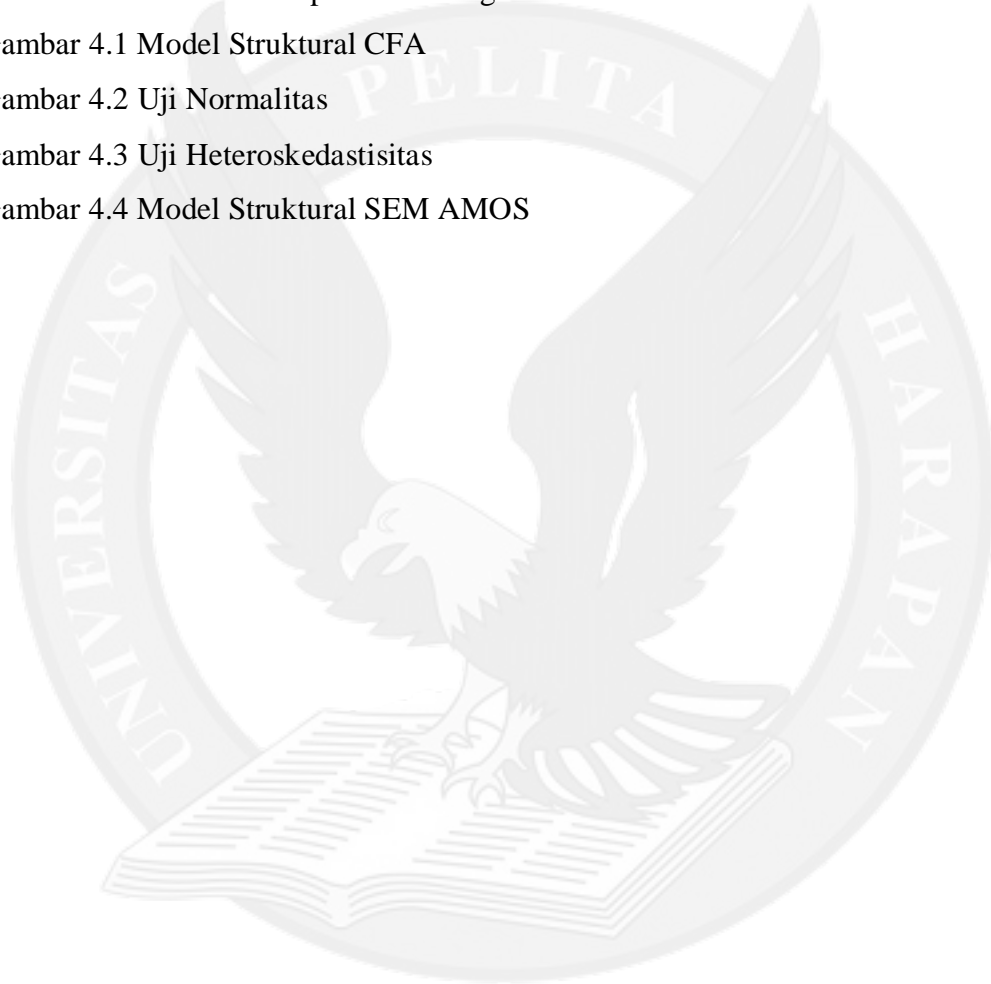 ambar 4.1 Model Struktural CFA
ambar 4.2 Uji Normalitas
ambar 4.3 Uji Heteroskedastisitas
ambar 4.4 Model Struktural SEM AMOS
UNIVERSITAS PELITA HARAPAN